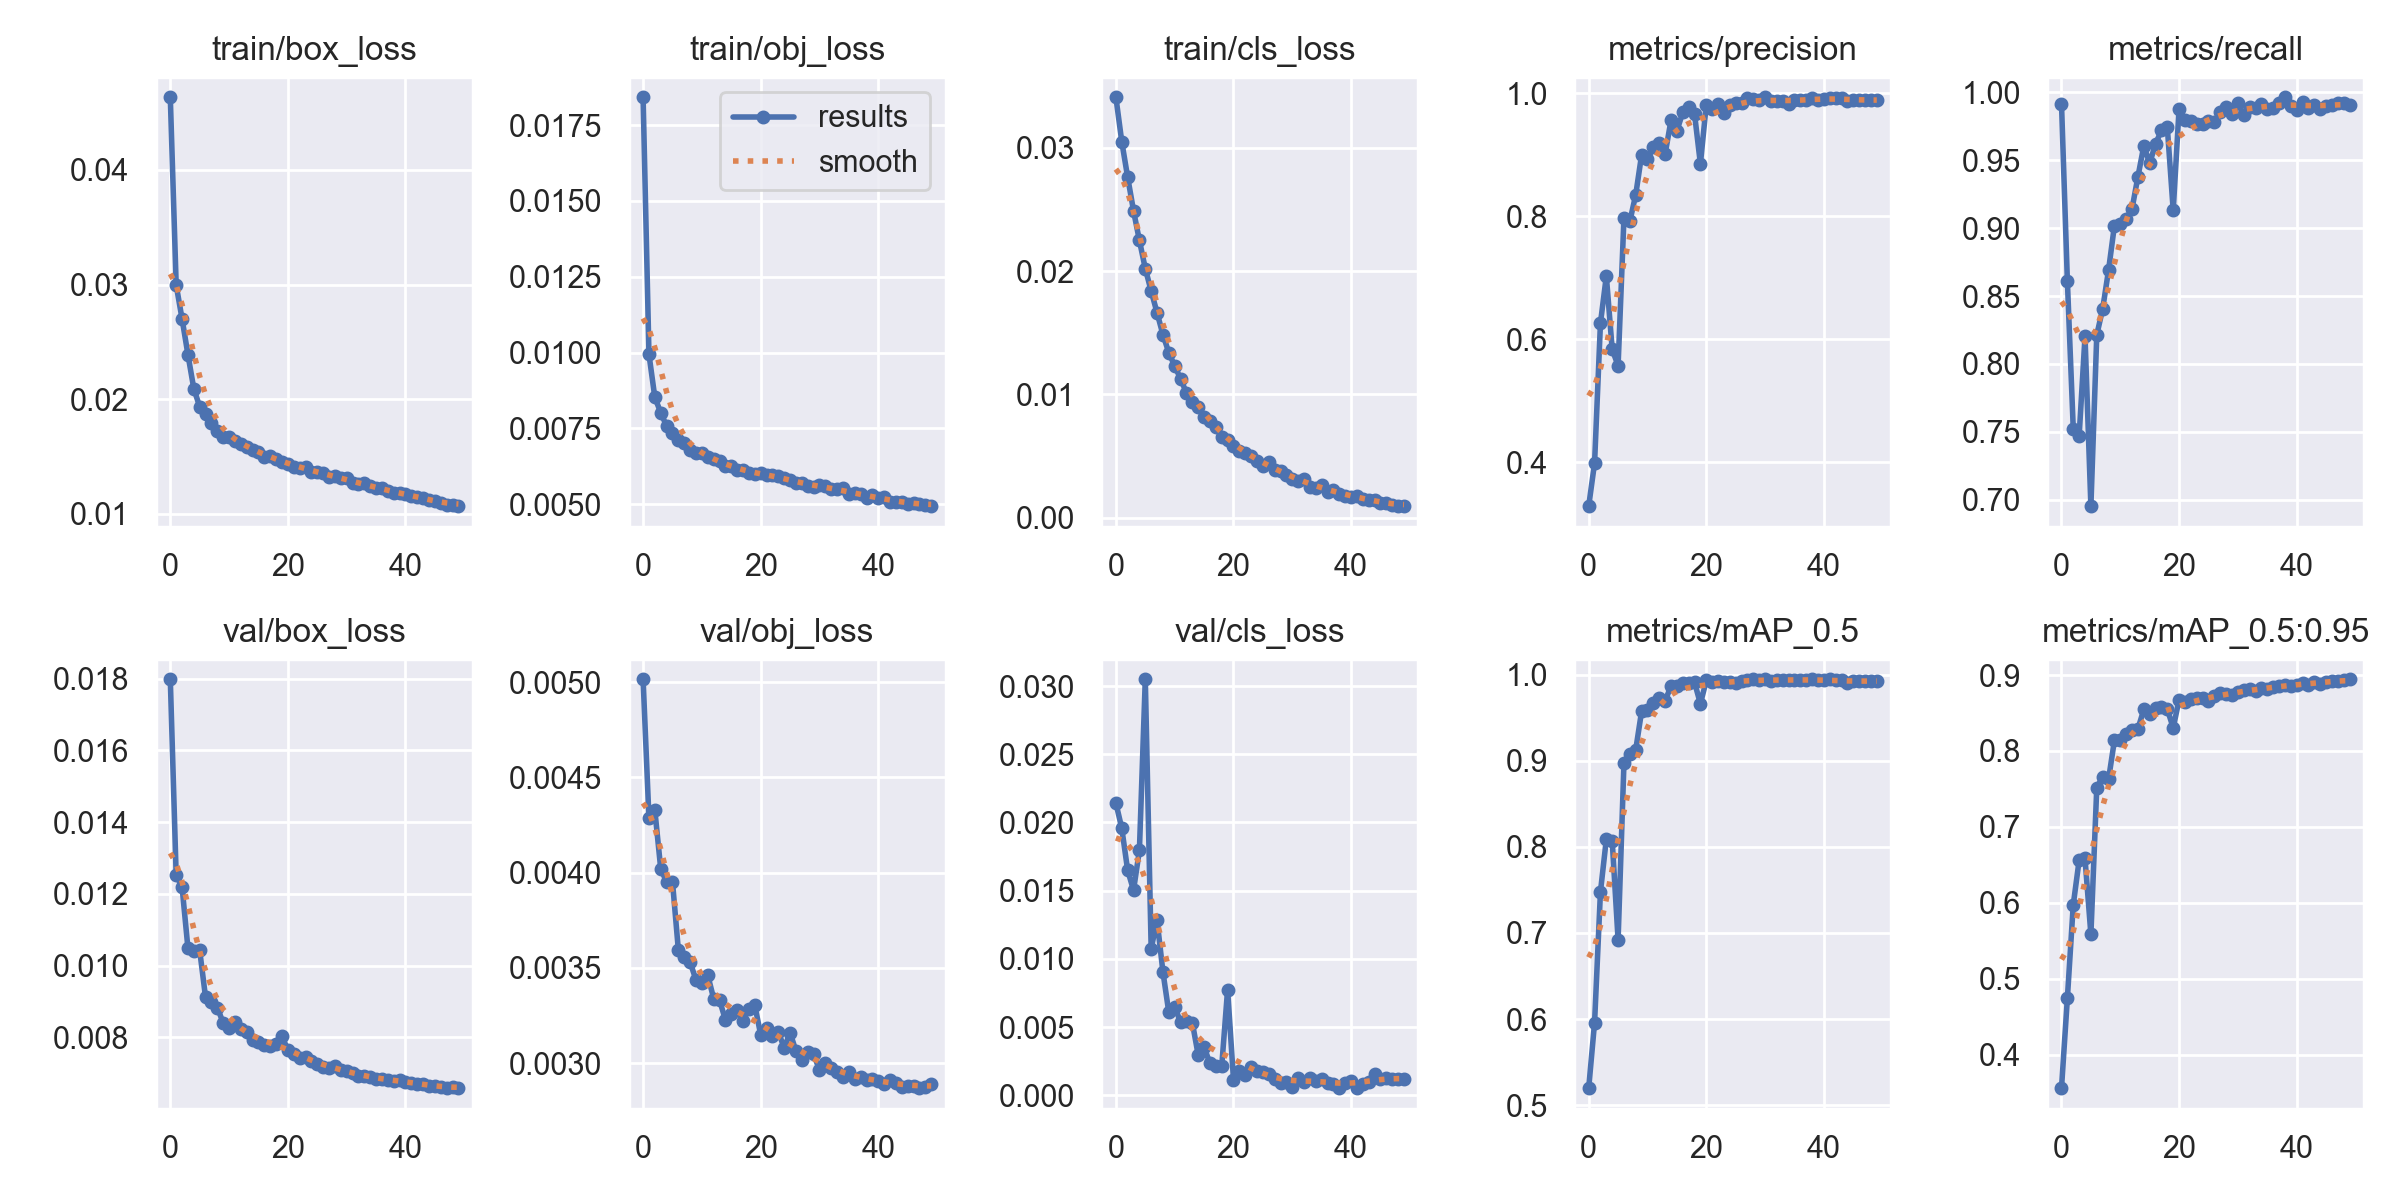 train/box_loss
0.04
0.03
0.02
0.01
0 20 40
train/obj_loss
results
smooth
0.0175
0.0150
0.0125
0.0100
0.0075
0.0050
0 20 40
train/cls_loss
0.03
0.02
0.01
0.00
0 20 40
metrics/precision
1.0
0.8
0.6
0.4
0 20 40
metrics/recall
1.00
0.95
0.90
0.85
0.80
0.75
0.70
0 20 40
val/box_loss
0.018
0.016
0.014
0.012
0.010
0.008
0 20 40
val/obj_loss
0.0050
0.0045
0.0040
0.0035
0.0030
0 20 40
val/cls_loss
0.030
0.025
0.020
0.015
0.010
0.005
0.000
0 20 40
metrics/mAP_0.5
1.0
0.9
0.8
0.7
0.6
0.5
0 20 40
metrics/mAP_0.5:0.95
0.9
0.8
0.7
0.6
0.5
0.4
0 20 40